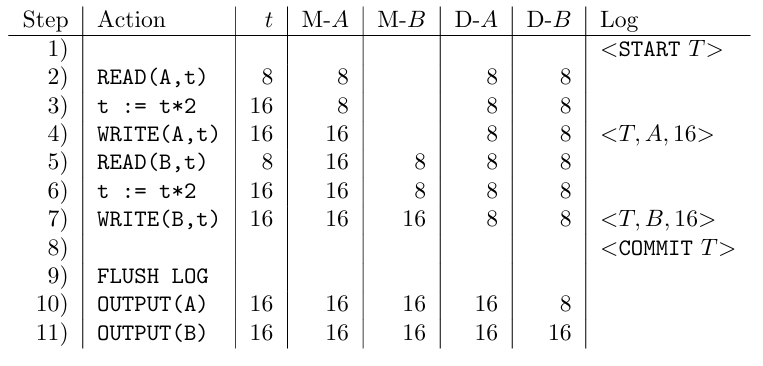 Step Action t M-A M-B D-A D-B Log
1) <START T>
2) READ(A,t) 8 8 8 8
3) t := t*2 16 8 8 8
4) WRITE(A,t) 16 16 8 8 <T, A, 16>
5) READ(B,t) 8 16 8 8 8
6) t := t*2 16 16 8 8 8
7) WRITE(B,t) 16 16 16 8 8 <T, B, 16>
8) <COMMIT T>
9) FLUSH LOG
10) OUTPUT(A) 16 16 16 16 8
11) OUTPUT(B) 16 16 16 16 16